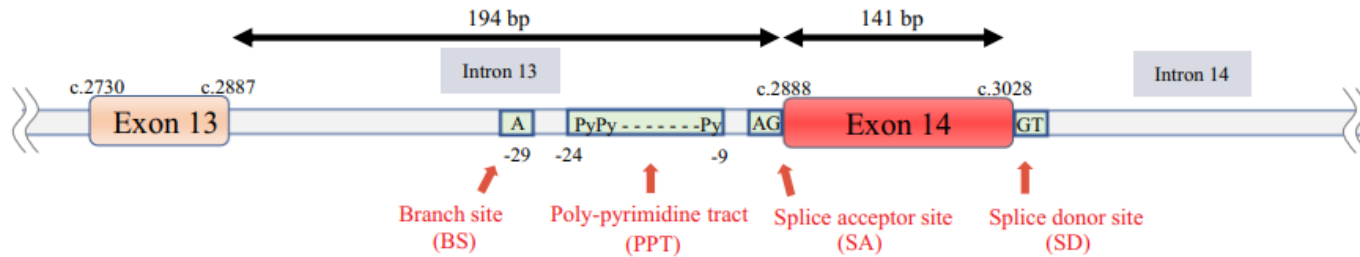 194 bp
141 bp
Intron 13
Intron 14
c.2730
c.2887
c.2888
c.3028
Exon 13
A
PyPy - - - - - - -Py
AG
Exon 14
GT
-29
-24
-9
Branch site
(BS)
Poly-pyrimidine tract
(PPT)
Splice acceptor site
(SA)
Splice donor site
(SD)